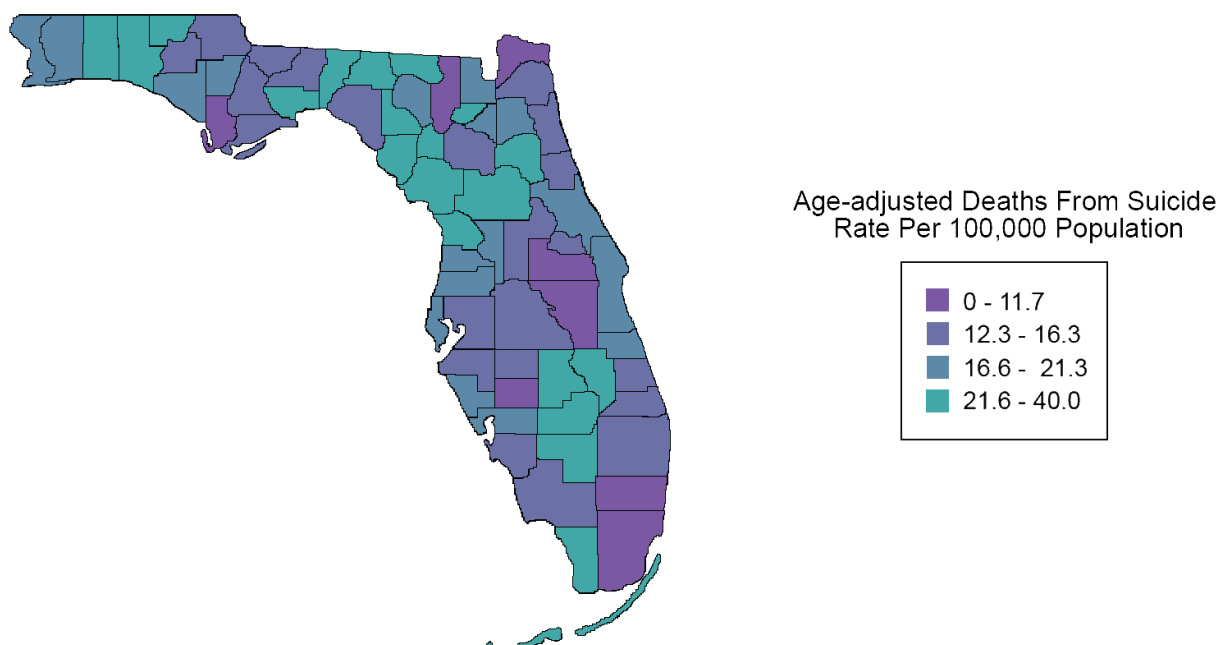 Age-adjusted Deaths From Suicide
Rate Per 100,000 Population
0 - 11.7
12.3 - 16.3
16.6 - 21.3
21.6 - 40.0